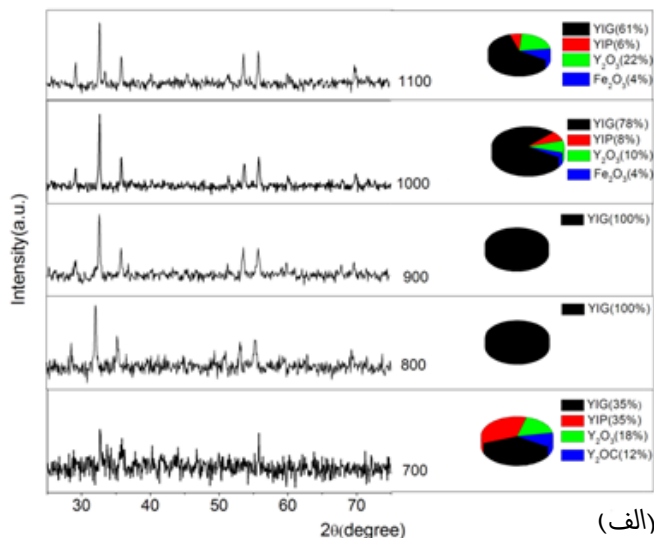 YIG(61%)
YIP(6%)
Y₂O₃(22%)
Fe₂O₃(4%)
1100
YIG(78%)
YIP(8%)
Y₂O₃(10%)
Fe₂O₃(4%)
1000
YIG(100%)
900
YIG(100%)
800
YIG(35%)
YIP(35%)
Y₂O₃(18%)
Y₂OC(12%)
700
Intensity(a.u.)
30 40 50 60 70
2θ(degree)
(الف)